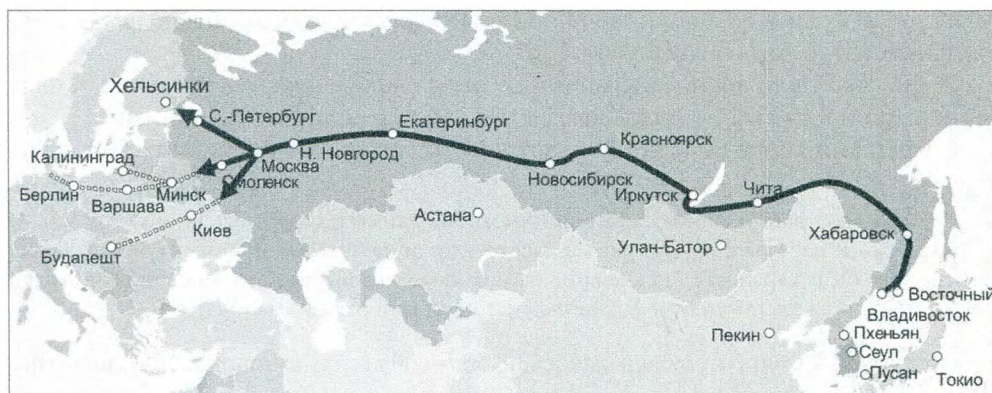 Хельсинки
С.-Петербург
Екатеринбург
Красноярск
Калининград
Москва
Н. Новгород
Смоленск
Новосибирск
Берлин
Варшава
Минск
Иркутск
Чита
Киев
Астана
Улан-Батор
Хабаровск
Будапешт
Восточный
Владивосток
Пекин
Пхеньян
Сеул
Пусан
Токио